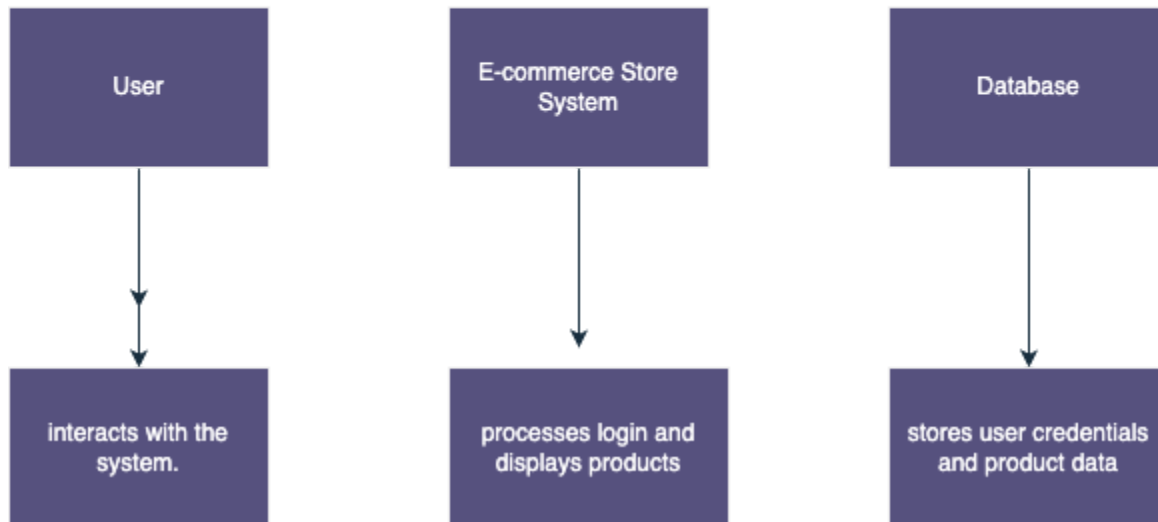 User
E-commerce Store
System
Database
interacts with the
system.
processes login and
displays products
stores user credentials
and product data